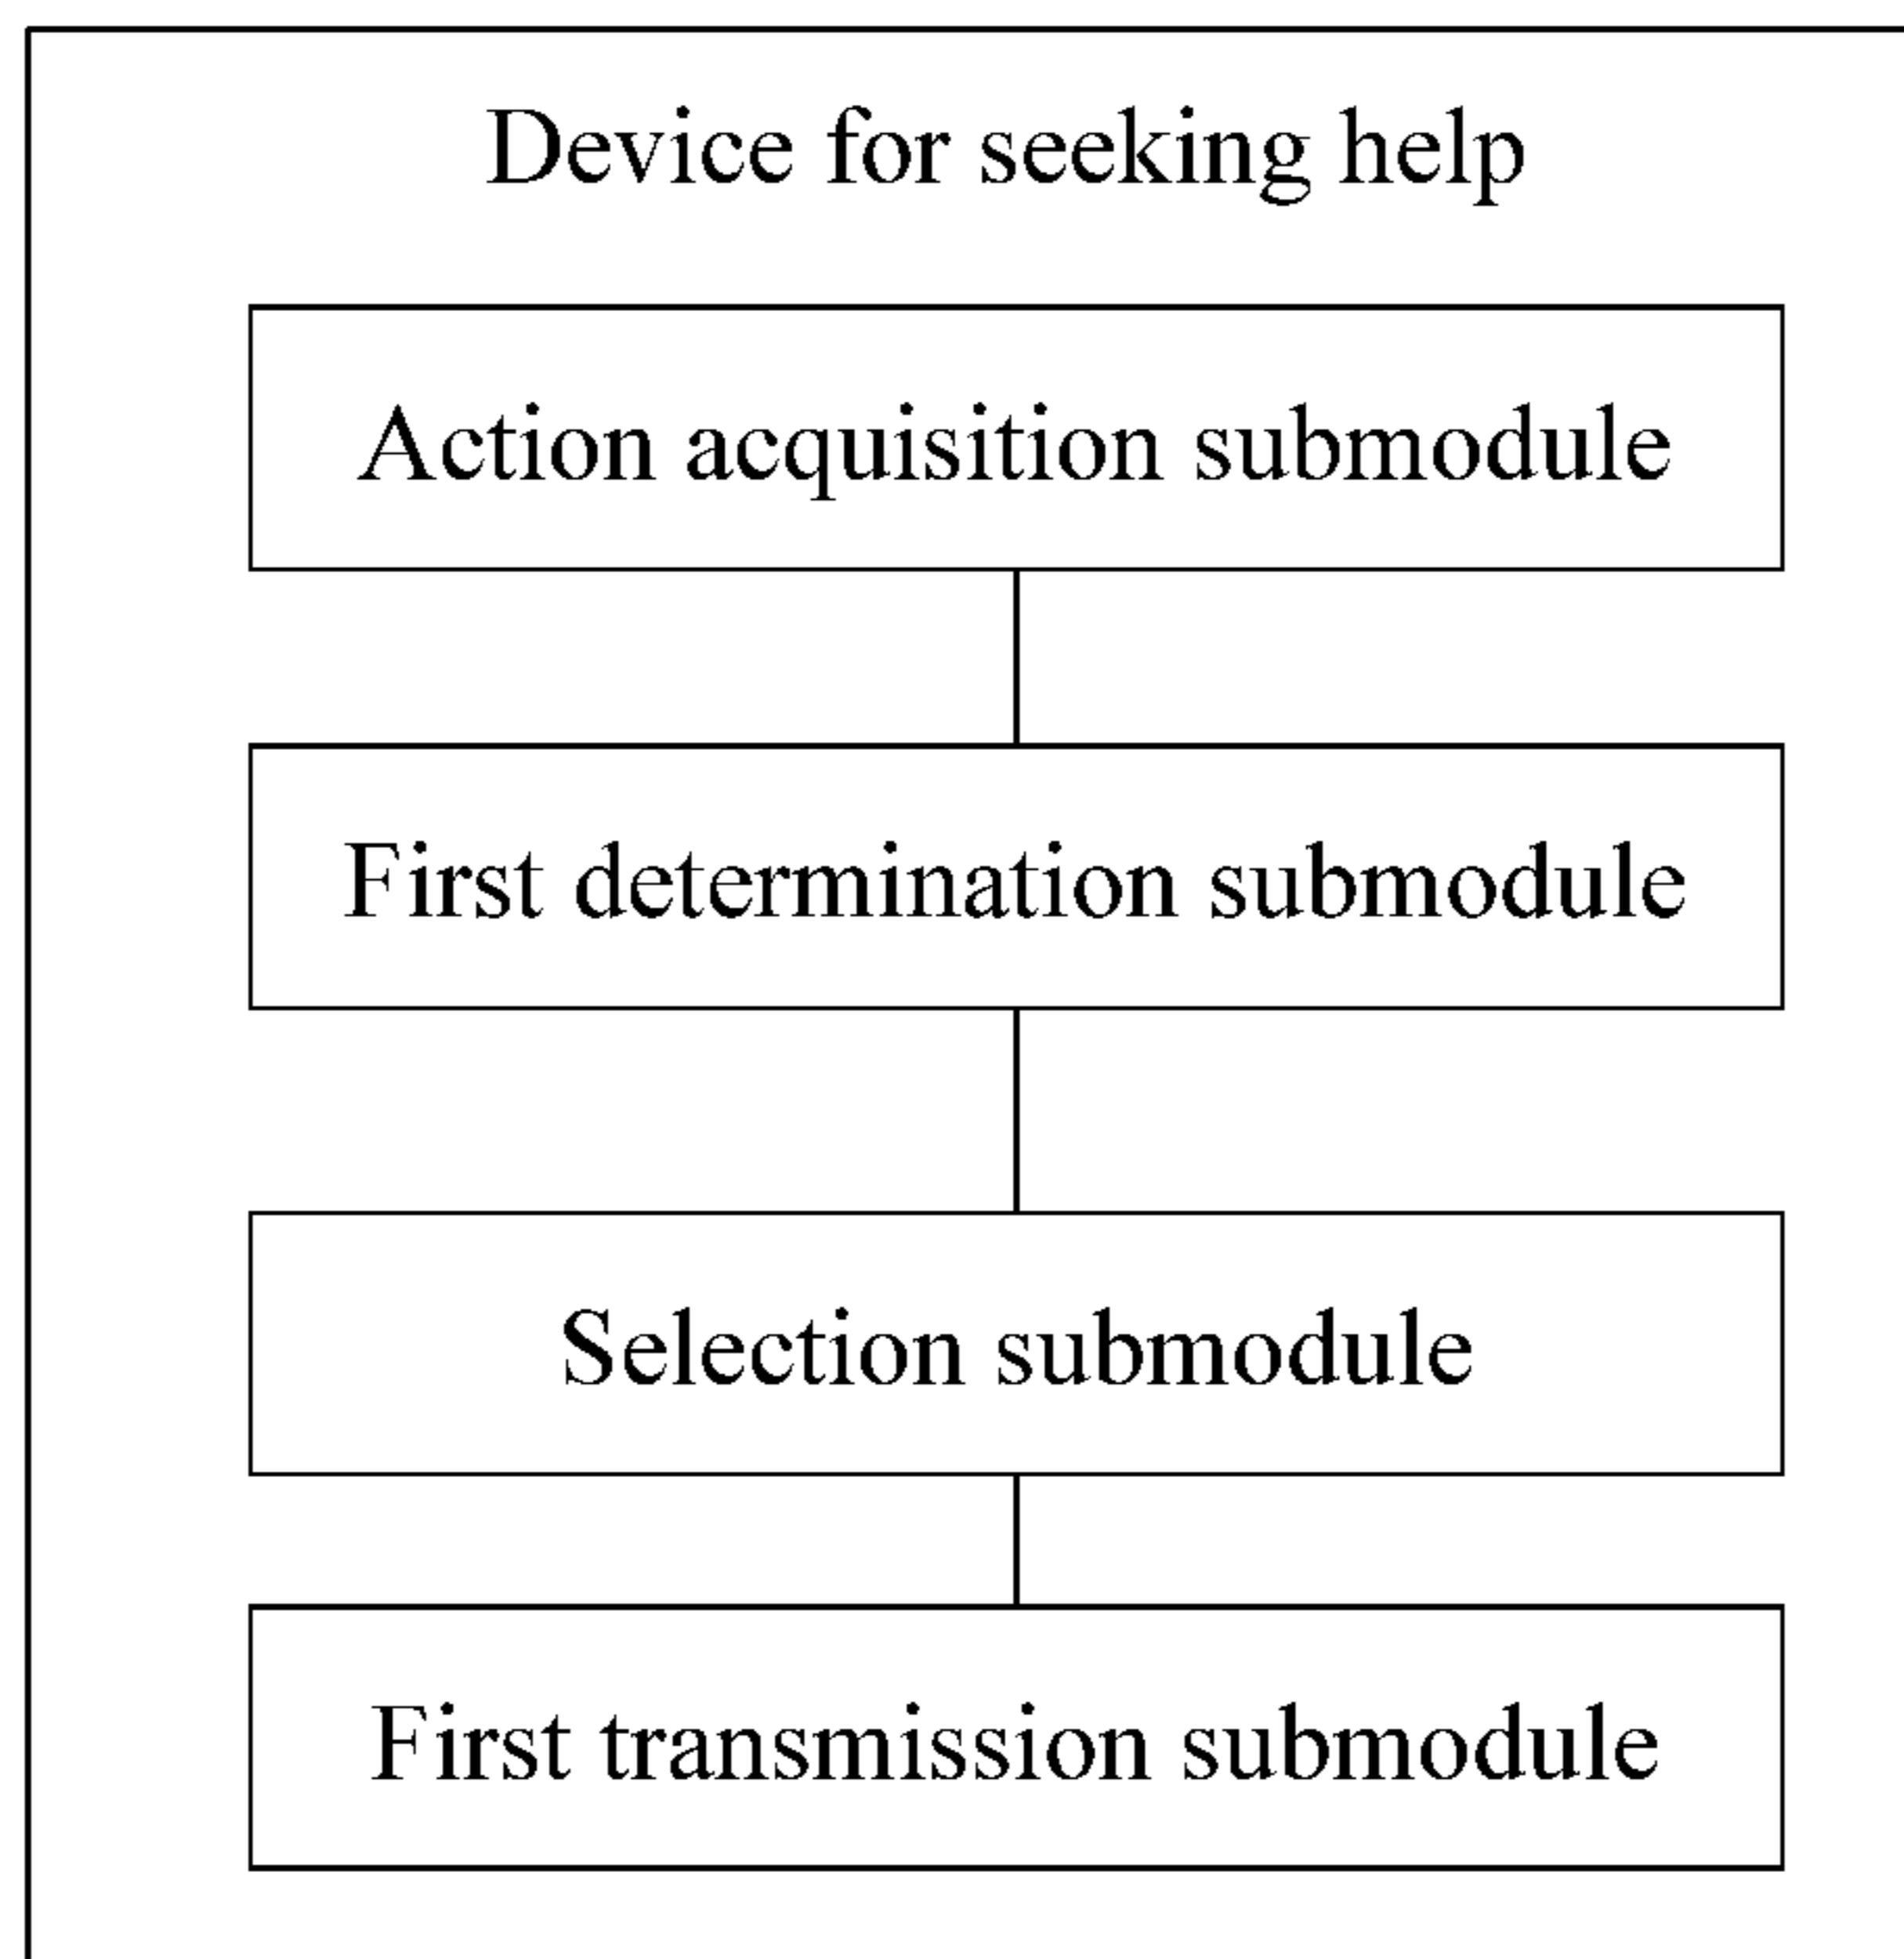 Device for seeking help
Action acquisition submodule
First determination submodule
Selection submodule
First transmission submodule